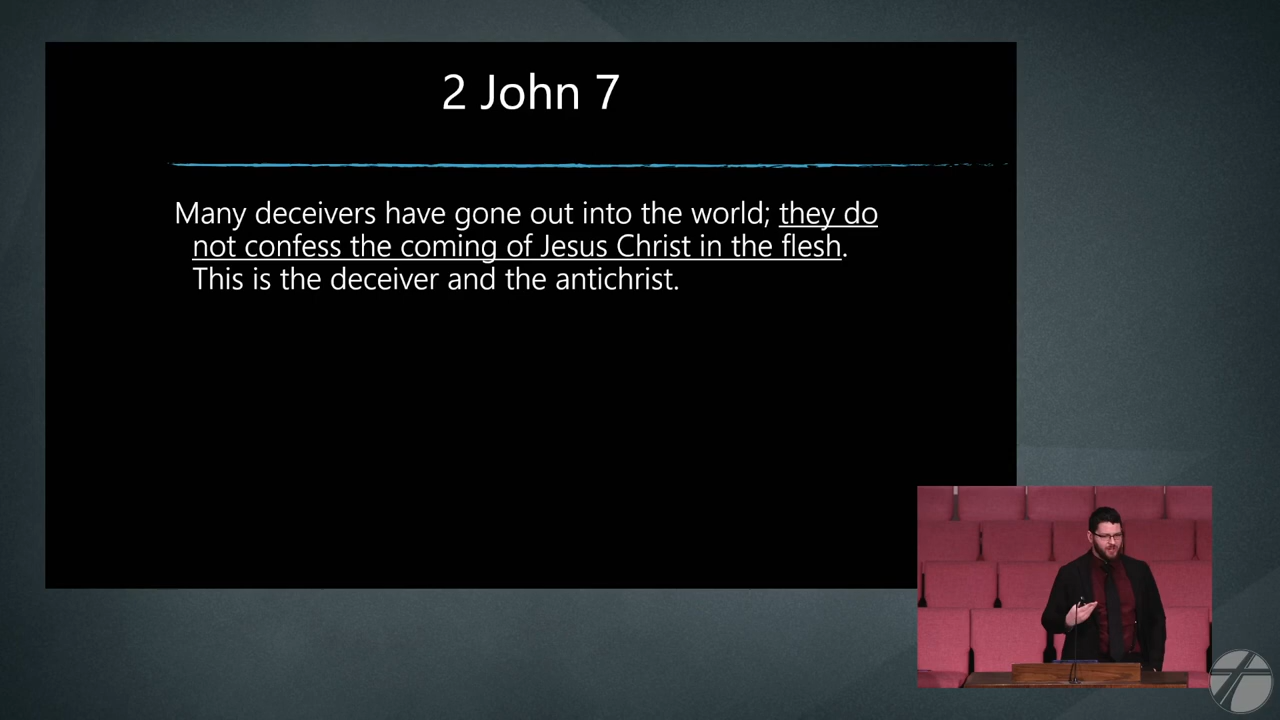 2 John 7
Many deceivers have gone out into the world; they do
not confess the coming of Jesus Christ in the flesh.
This is the deceiver and the antichrist.